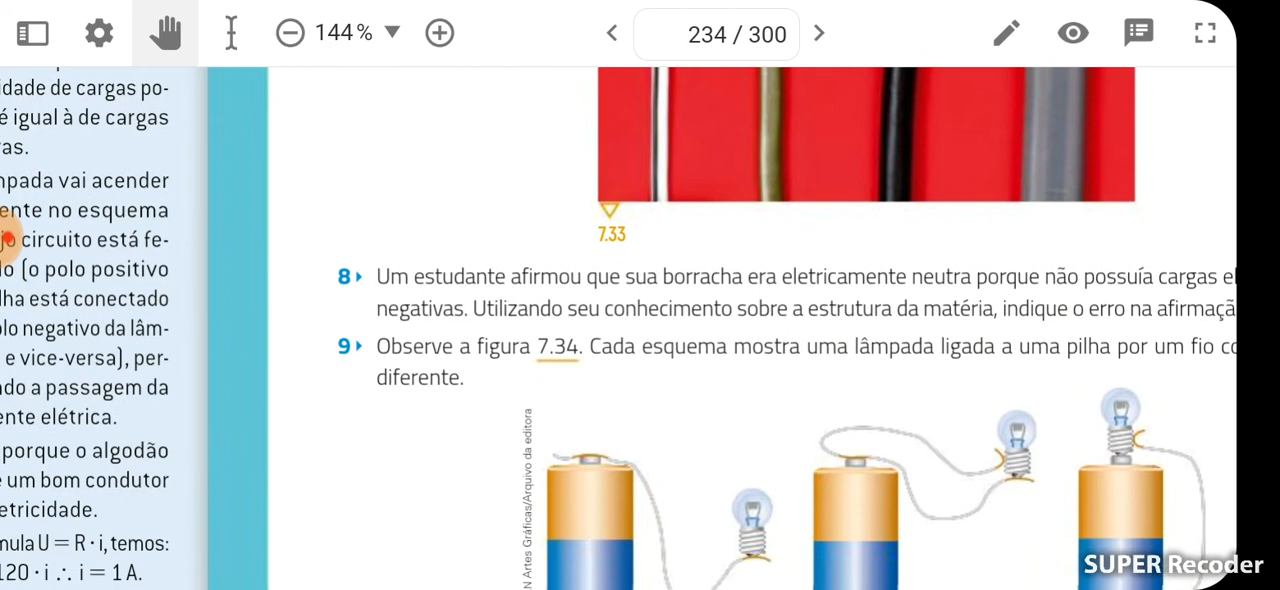 144%
234 / 300
idade de cargas po-
é igual à de cargas
as.
npada vai acender
ente no esquema
jo circuito está fe-
(o polo positivo
lha está conectado
olo negativo da lâm-
e vice-versa), per-
ndo a passagem da
ente elétrica.
porque o algodão
é um bom condutor
etricidade.
mula U = R · i, temos:
120 · i ∴ i = 1 A.
7.33
8 Um estudante afirmou que sua borracha era eletricamente neutra porque não possuía cargas el
negativas. Utilizando seu conhecimento sobre a estrutura da matéria, indique o erro na afirmaçã
9 Observe a figura 7.34. Cada esquema mostra uma lâmpada ligada a uma pilha por um fio co
diferente.
N Artes Gráficas/Arquivo da editora
SUPER Recoder